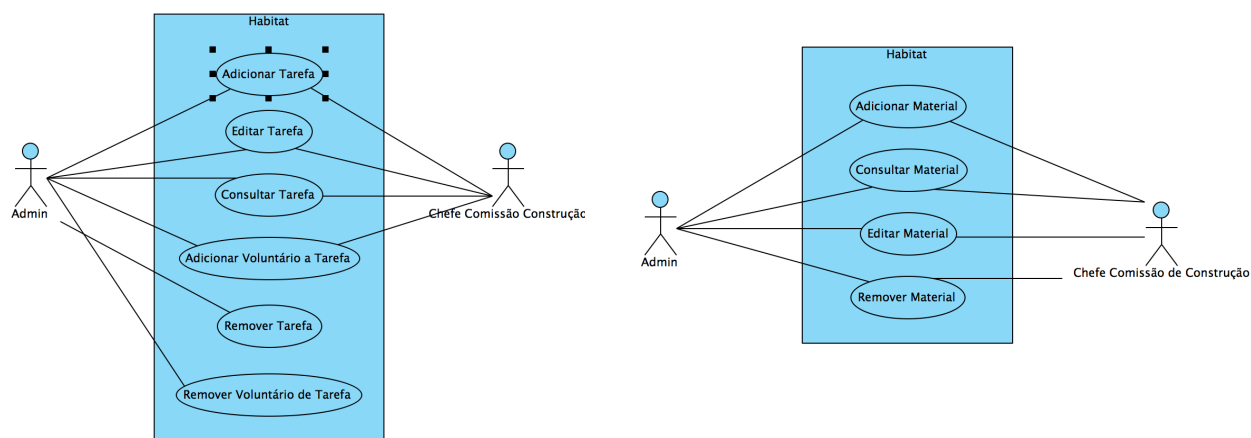 Habitat
Adicionar Tarefa
Editar Tarefa
Consultar Tarefa
Admin
Chefe Comissão Construção
Adicionar Voluntário a Tarefa
Remover Tarefa
Remover Voluntário de Tarefa
Habitat
Adicionar Material
Consultar Material
Editar Material
Admin
Chefe Comissão de Construção
Remover Material